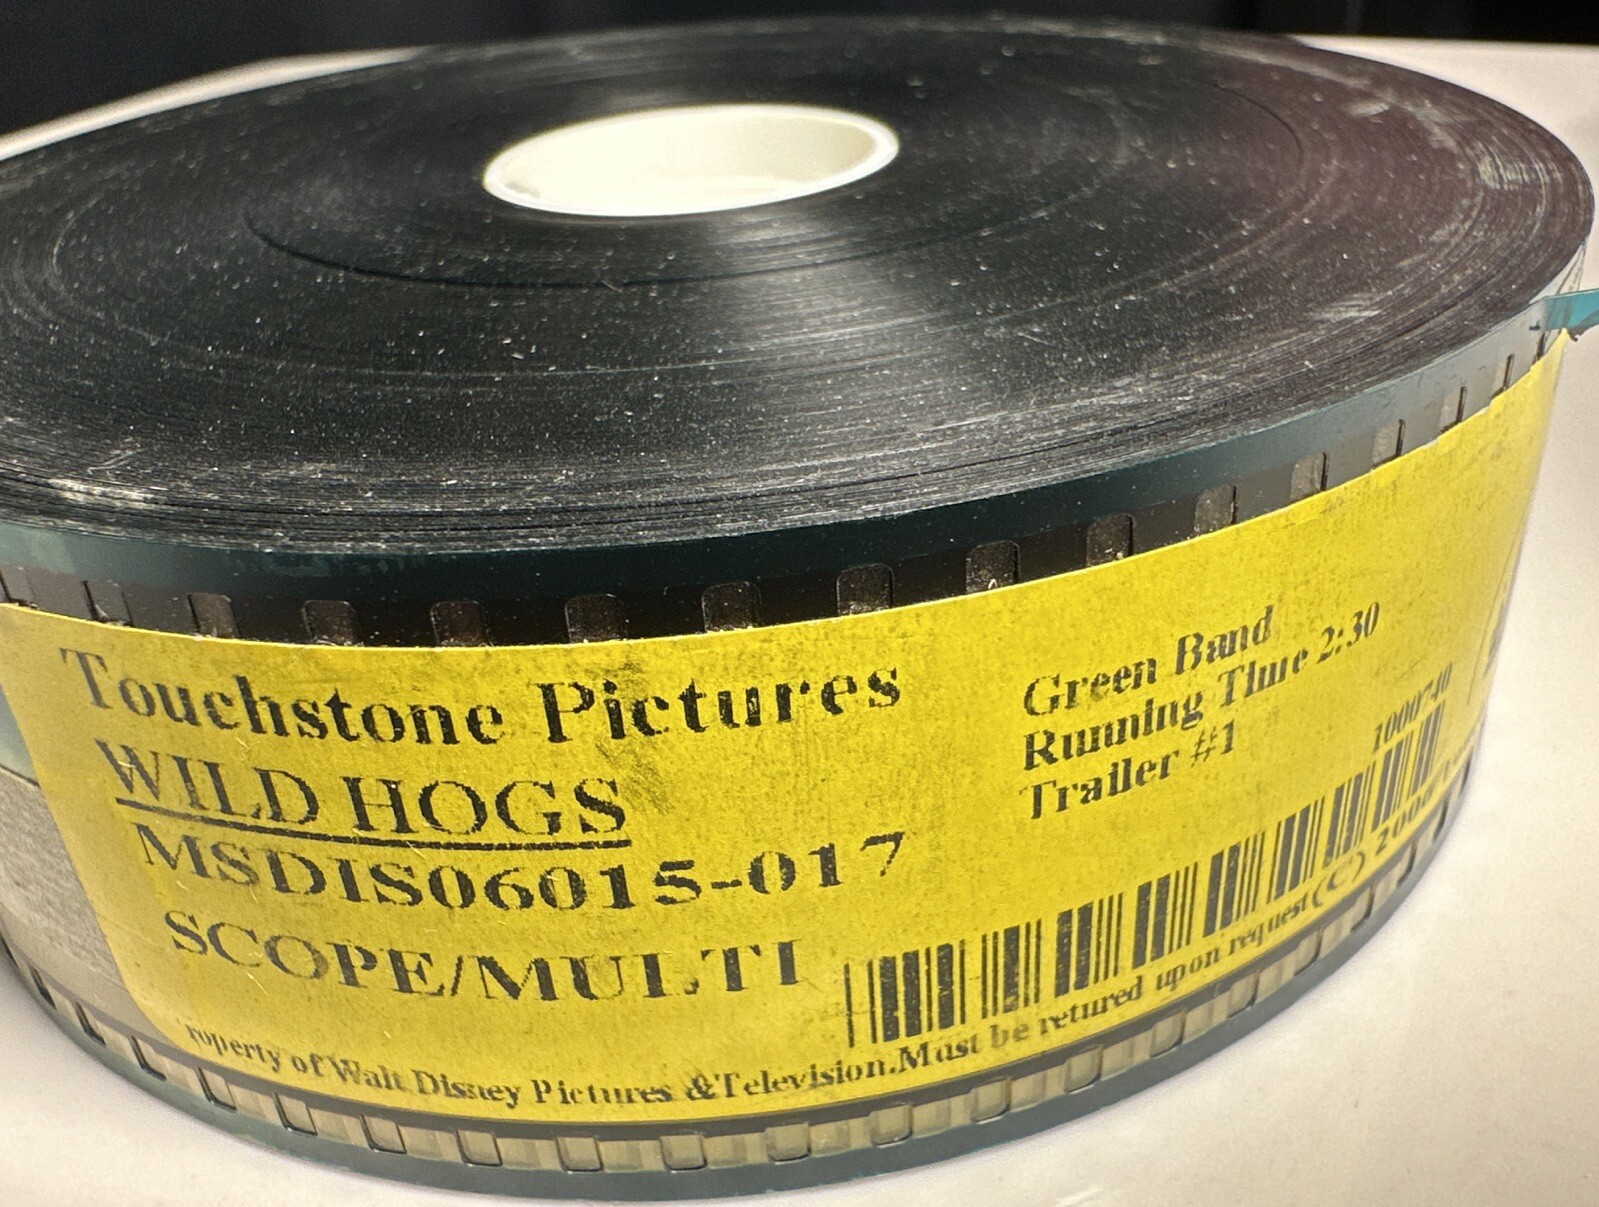 Touchstone Pictures
WILD HOGS
MSDIS06015-017
SCOPE/MULTI
Green Band
Running Time 2:30
Trailer #1
roperty of Walt Disney Pictures &Television.Must be retured upon request (C) 2006